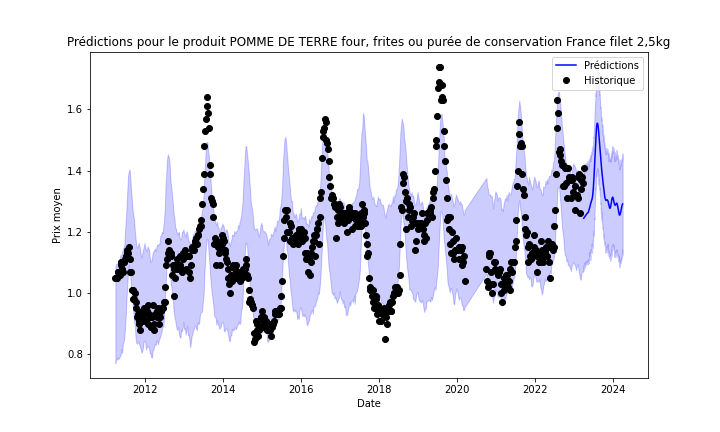 Prédictions pour le produit POMME DE TERRE four, frites ou purée de conservation France filet 2,5kg
Prédictions
Historique
1.6
1.4
1.2
1.0
0.8
Prix moyen
2012
2014
2016
2018
2020
2022
2024
Date